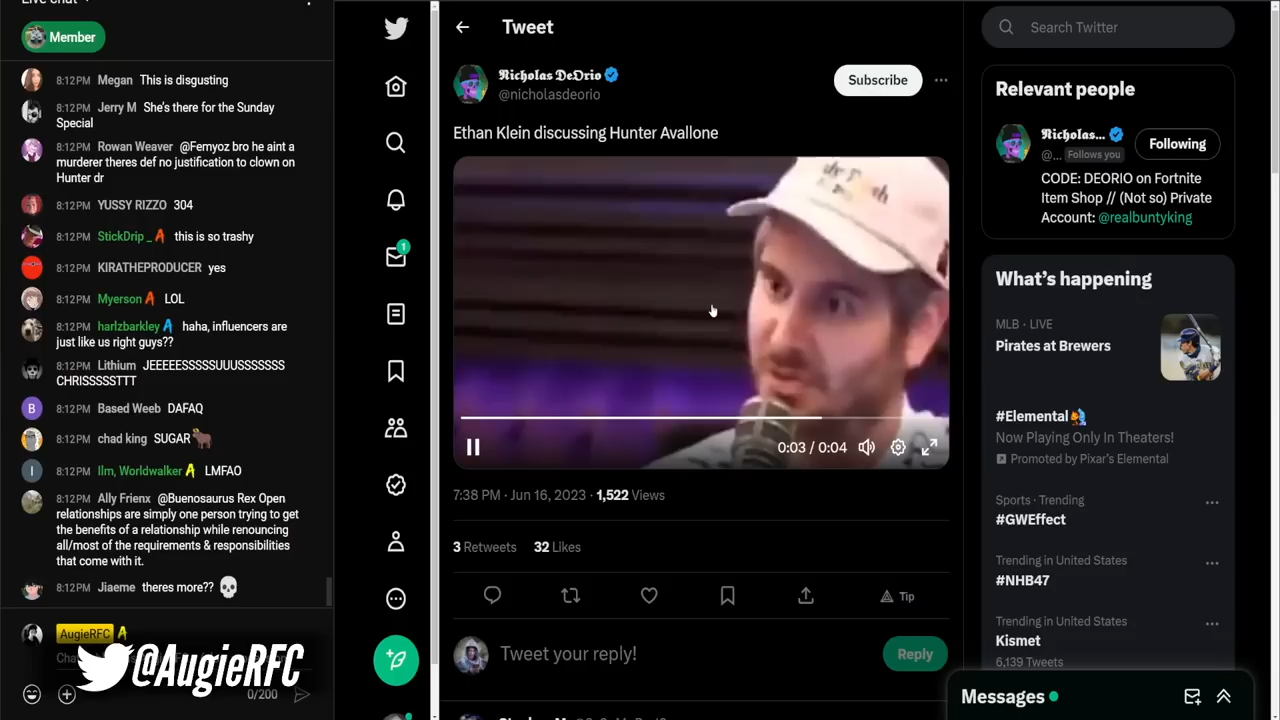 Live chat
Member
8:12PM Megan This is disgusting
8:12PM Jerry M She's there for the Sunday
Special
8:12PM Rowan Weaver @Femyoz bro he aint a
murderer theres def no justification to clown on
Hunter dr
8:12PM YUSSY RIZZO 304
8:12PM StickDrip _ this is so trashy
8:12PM KIRATHEPRODUCER yes
8:12PM Myerson LOL
8:12PM harlzbarkley haha, influencers are
just like us right guys??
8:12PM Lithium JEEEEESSSSSUUUSSSSSSS
CHRISSSSSTTT
8:12PM Based Weeb DAFAQ
8:12PM chad king SUGAR
8:12PM Ilm, Worldwalker LMFAO
8:12PM Ally Frienx @Buenosaurus Rex Open
relationships are simply one person trying to get
the benefits of a relationship while renouncing
all/most of the requirements & responsibilities
that come with it.
8:12PM Jiaeme theres more??
AugieRFC
@AugieRFC
0/200
1
Tweet
Nicholas DeOrio
@nicholasdeorio
Subscribe
Ethan Klein discussing Hunter Avallone
0:03 / 0:04
7:38 PM · Jun 16, 2023 · 1,522 Views
3 Retweets 32 Likes
Tip
Tweet your reply!
Reply
Search Twitter
Relevant people
Nicholas...
@... Follows you
Following
CODE: DEORIO on Fortnite
Item Shop // (Not so) Private
Account: @realbuntyking
What's happening
MLB · LIVE
Pirates at Brewers
#Elemental
Now Playing Only In Theaters!
Promoted by Pixar's Elemental
Sports · Trending
#GWEffect
Trending in United States
#NHB47
Trending in United States
Kismet
6,139 Tweets
Messages